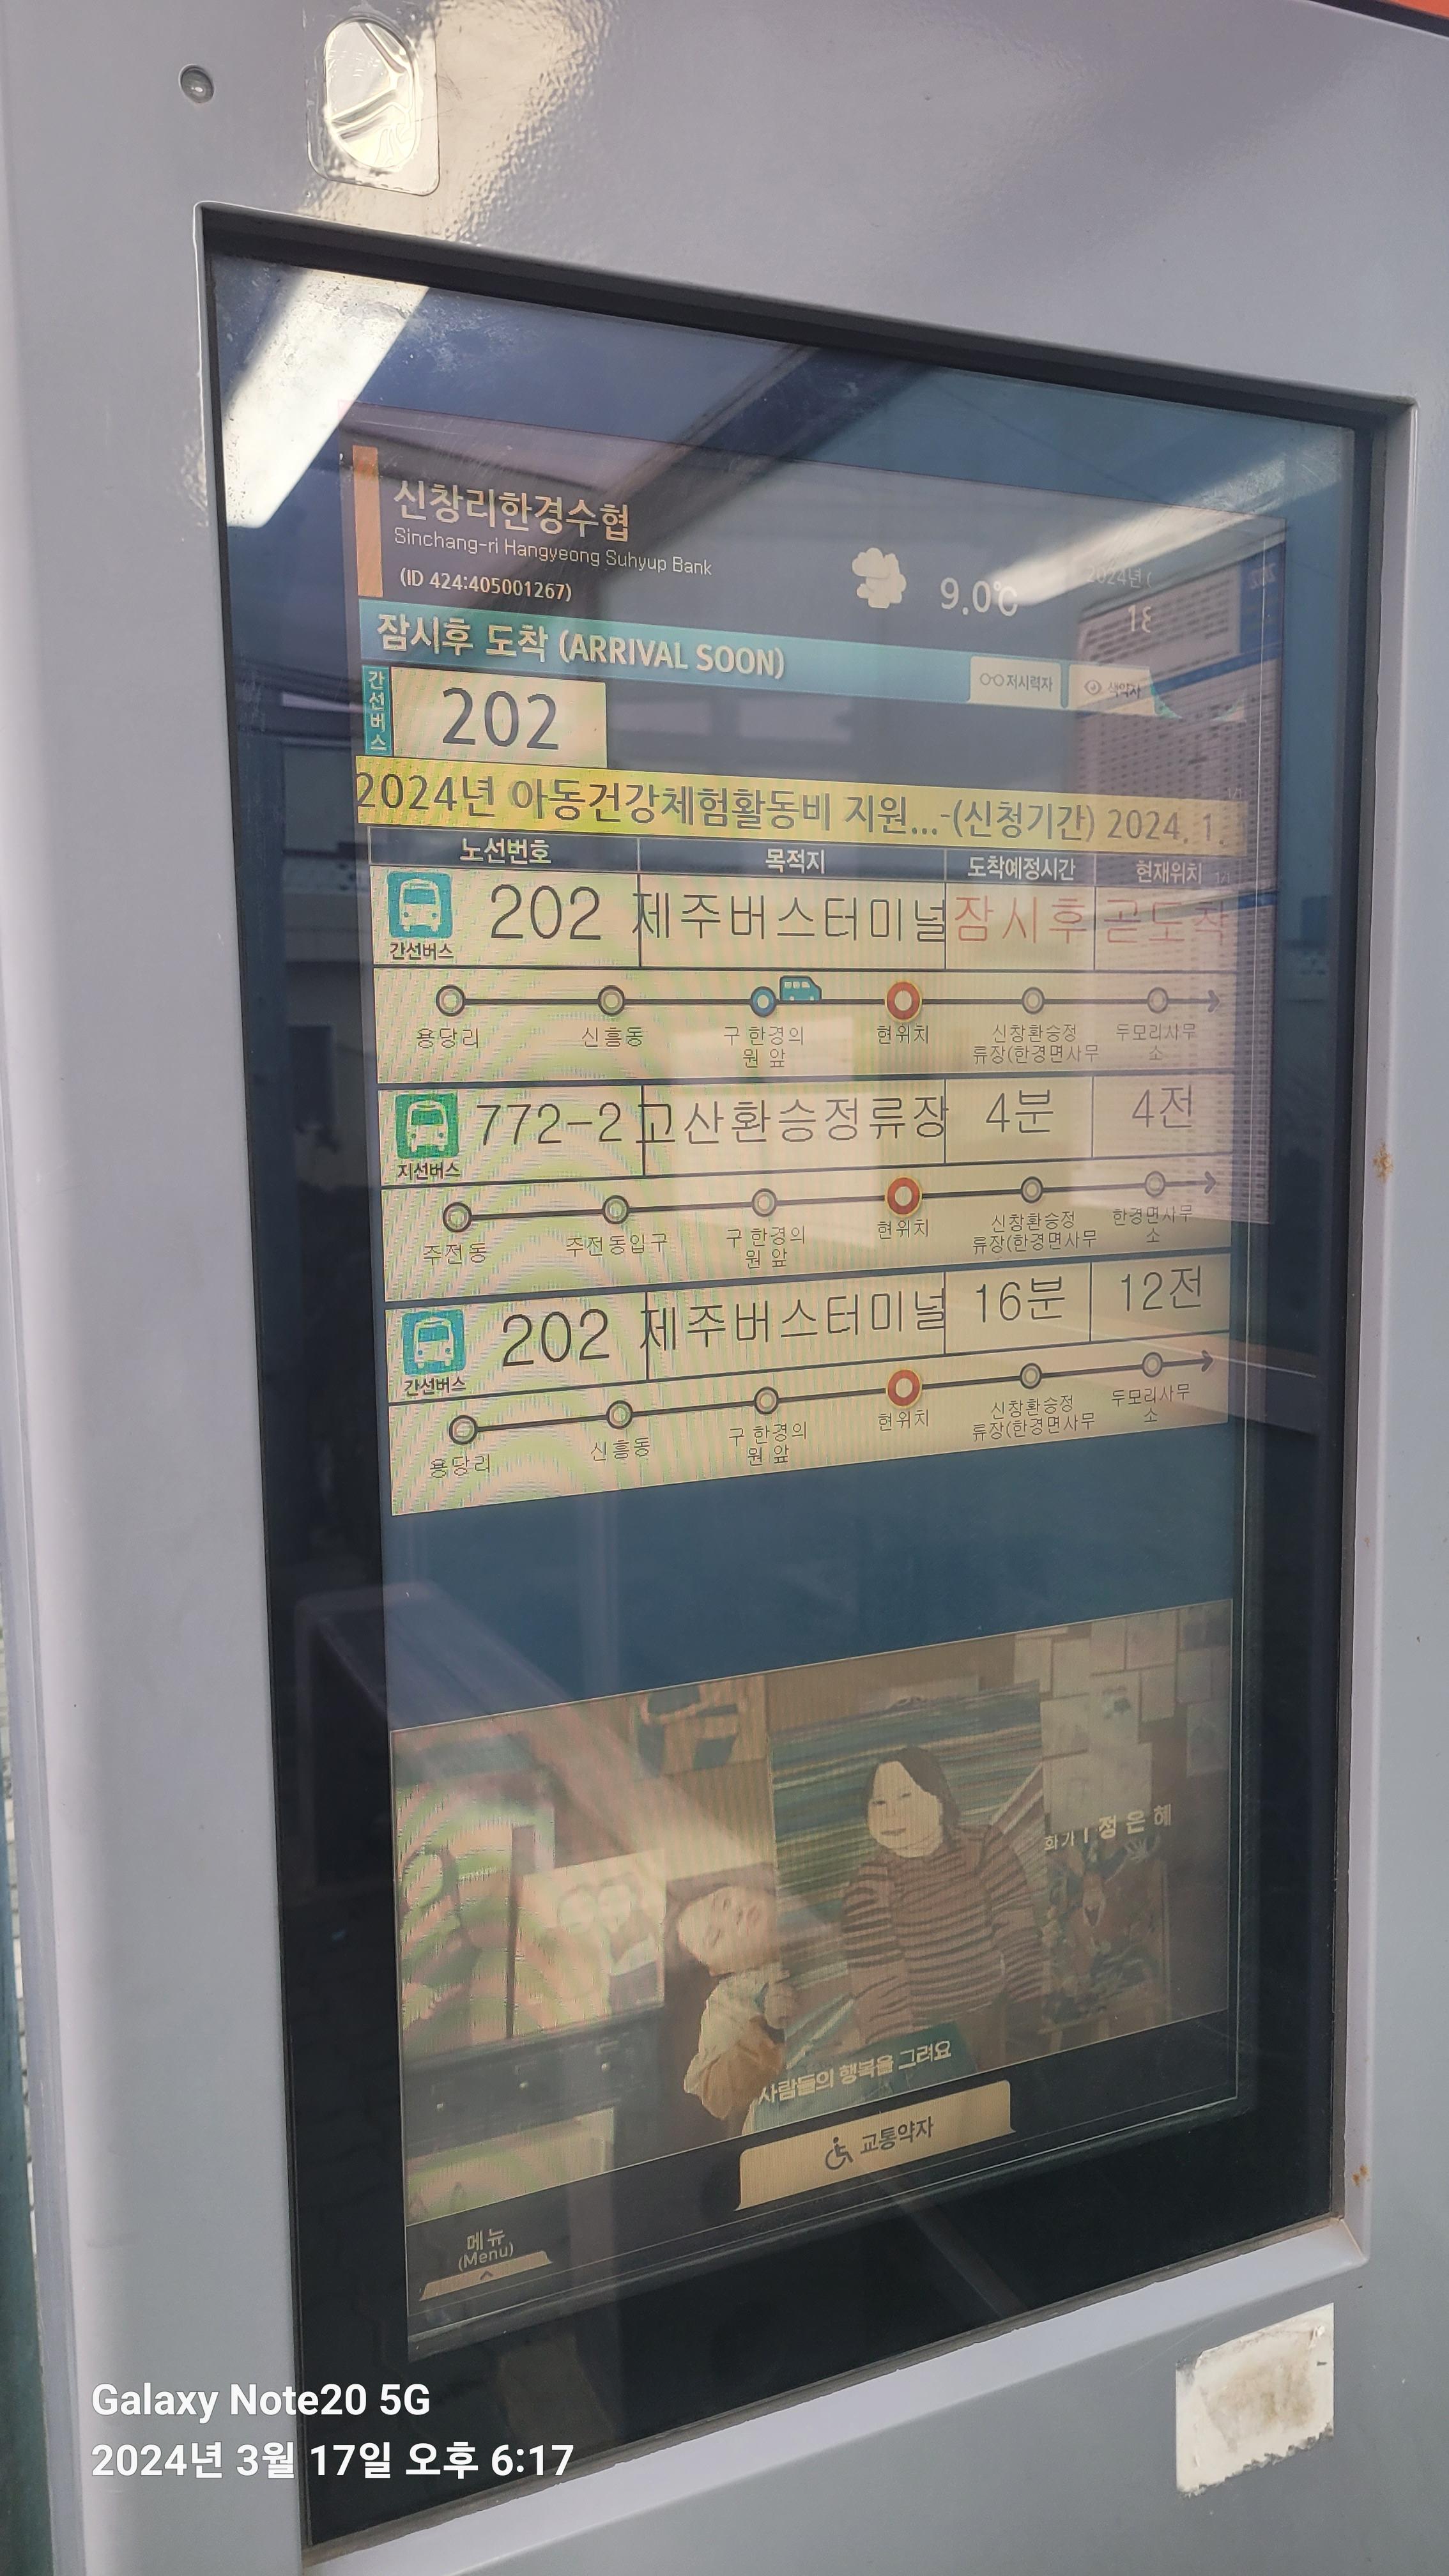 신창리한경수협
Sinchang-ri Hangyeong Suhyup Bank
(ID 424:405001267)
9.0℃
2024년
잠시후 도착 (ARRIVAL SOON)
저시력자
색약자
간선버스
202
2024년 아동건강체험활동비 지원...-(신청기간) 2024. 1.
노선번호 목적지 도착예정시간 현재위치
202 제주버스터미널 잠시후 곧도착
간선버스
용당리 신흥동 구 한경의 현위치 신창환승정 두모리사무
원 앞 류장(한경면사무 소
772-2 고산환승정류장 4분 4전
지선버스
주전동 주전동입구 구 한경의 현위치 신창환승정 한경면사무
원 앞 류장(한경면사무 소
202 제주버스터미널 16분 12전
간선버스
용당리 신흥동 구 한경의 현위치 신창환승정 두모리사무
원 앞 류장(한경면사무 소
화가 | 정은혜
사람들의 행복을 그려요
교통약자
메뉴
(Menu)
Galaxy Note20 5G
2024년 3월 17일 오후 6:17